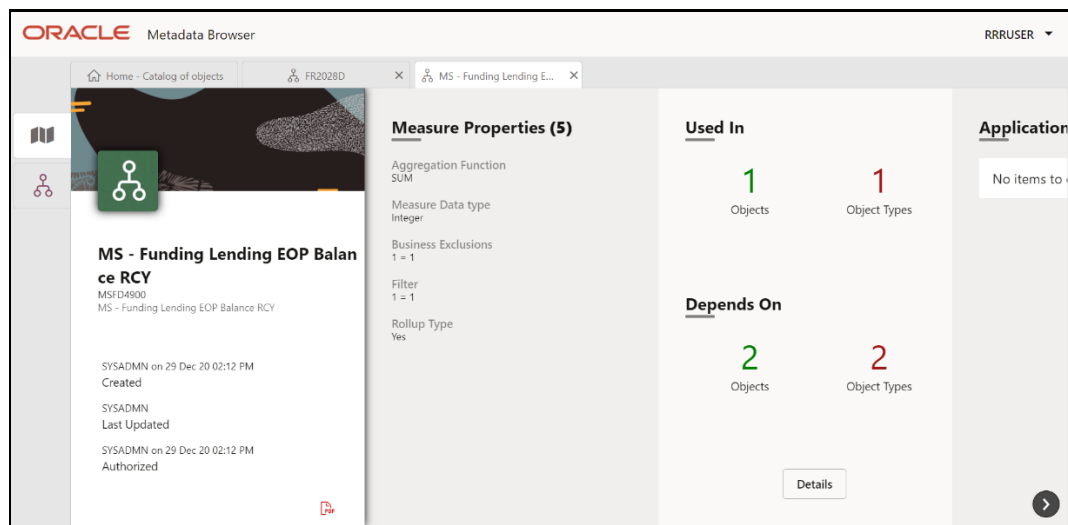 ORACLE Metadata Browser
RRRUSER
Home - Catalog of objects
FR2028D
MS - Funding Lending E...
MS - Funding Lending EOP Balan
ce RCY
MSFD4900
MS - Funding Lending EOP Balance RCY
SYSADMN on 29 Dec 20 02:12 PM
Created
SYSADMN
Last Updated
SYSADMN on 29 Dec 20 02:12 PM
Authorized
PDF
Measure Properties (5)
Aggregation Function
SUM
Measure Data type
Integer
Business Exclusions
1 = 1
Filter
1 = 1
Rollup Type
Yes
Used In
1
Objects
1
Object Types
Depends On
2
Objects
2
Object Types
Details
Application
No items to